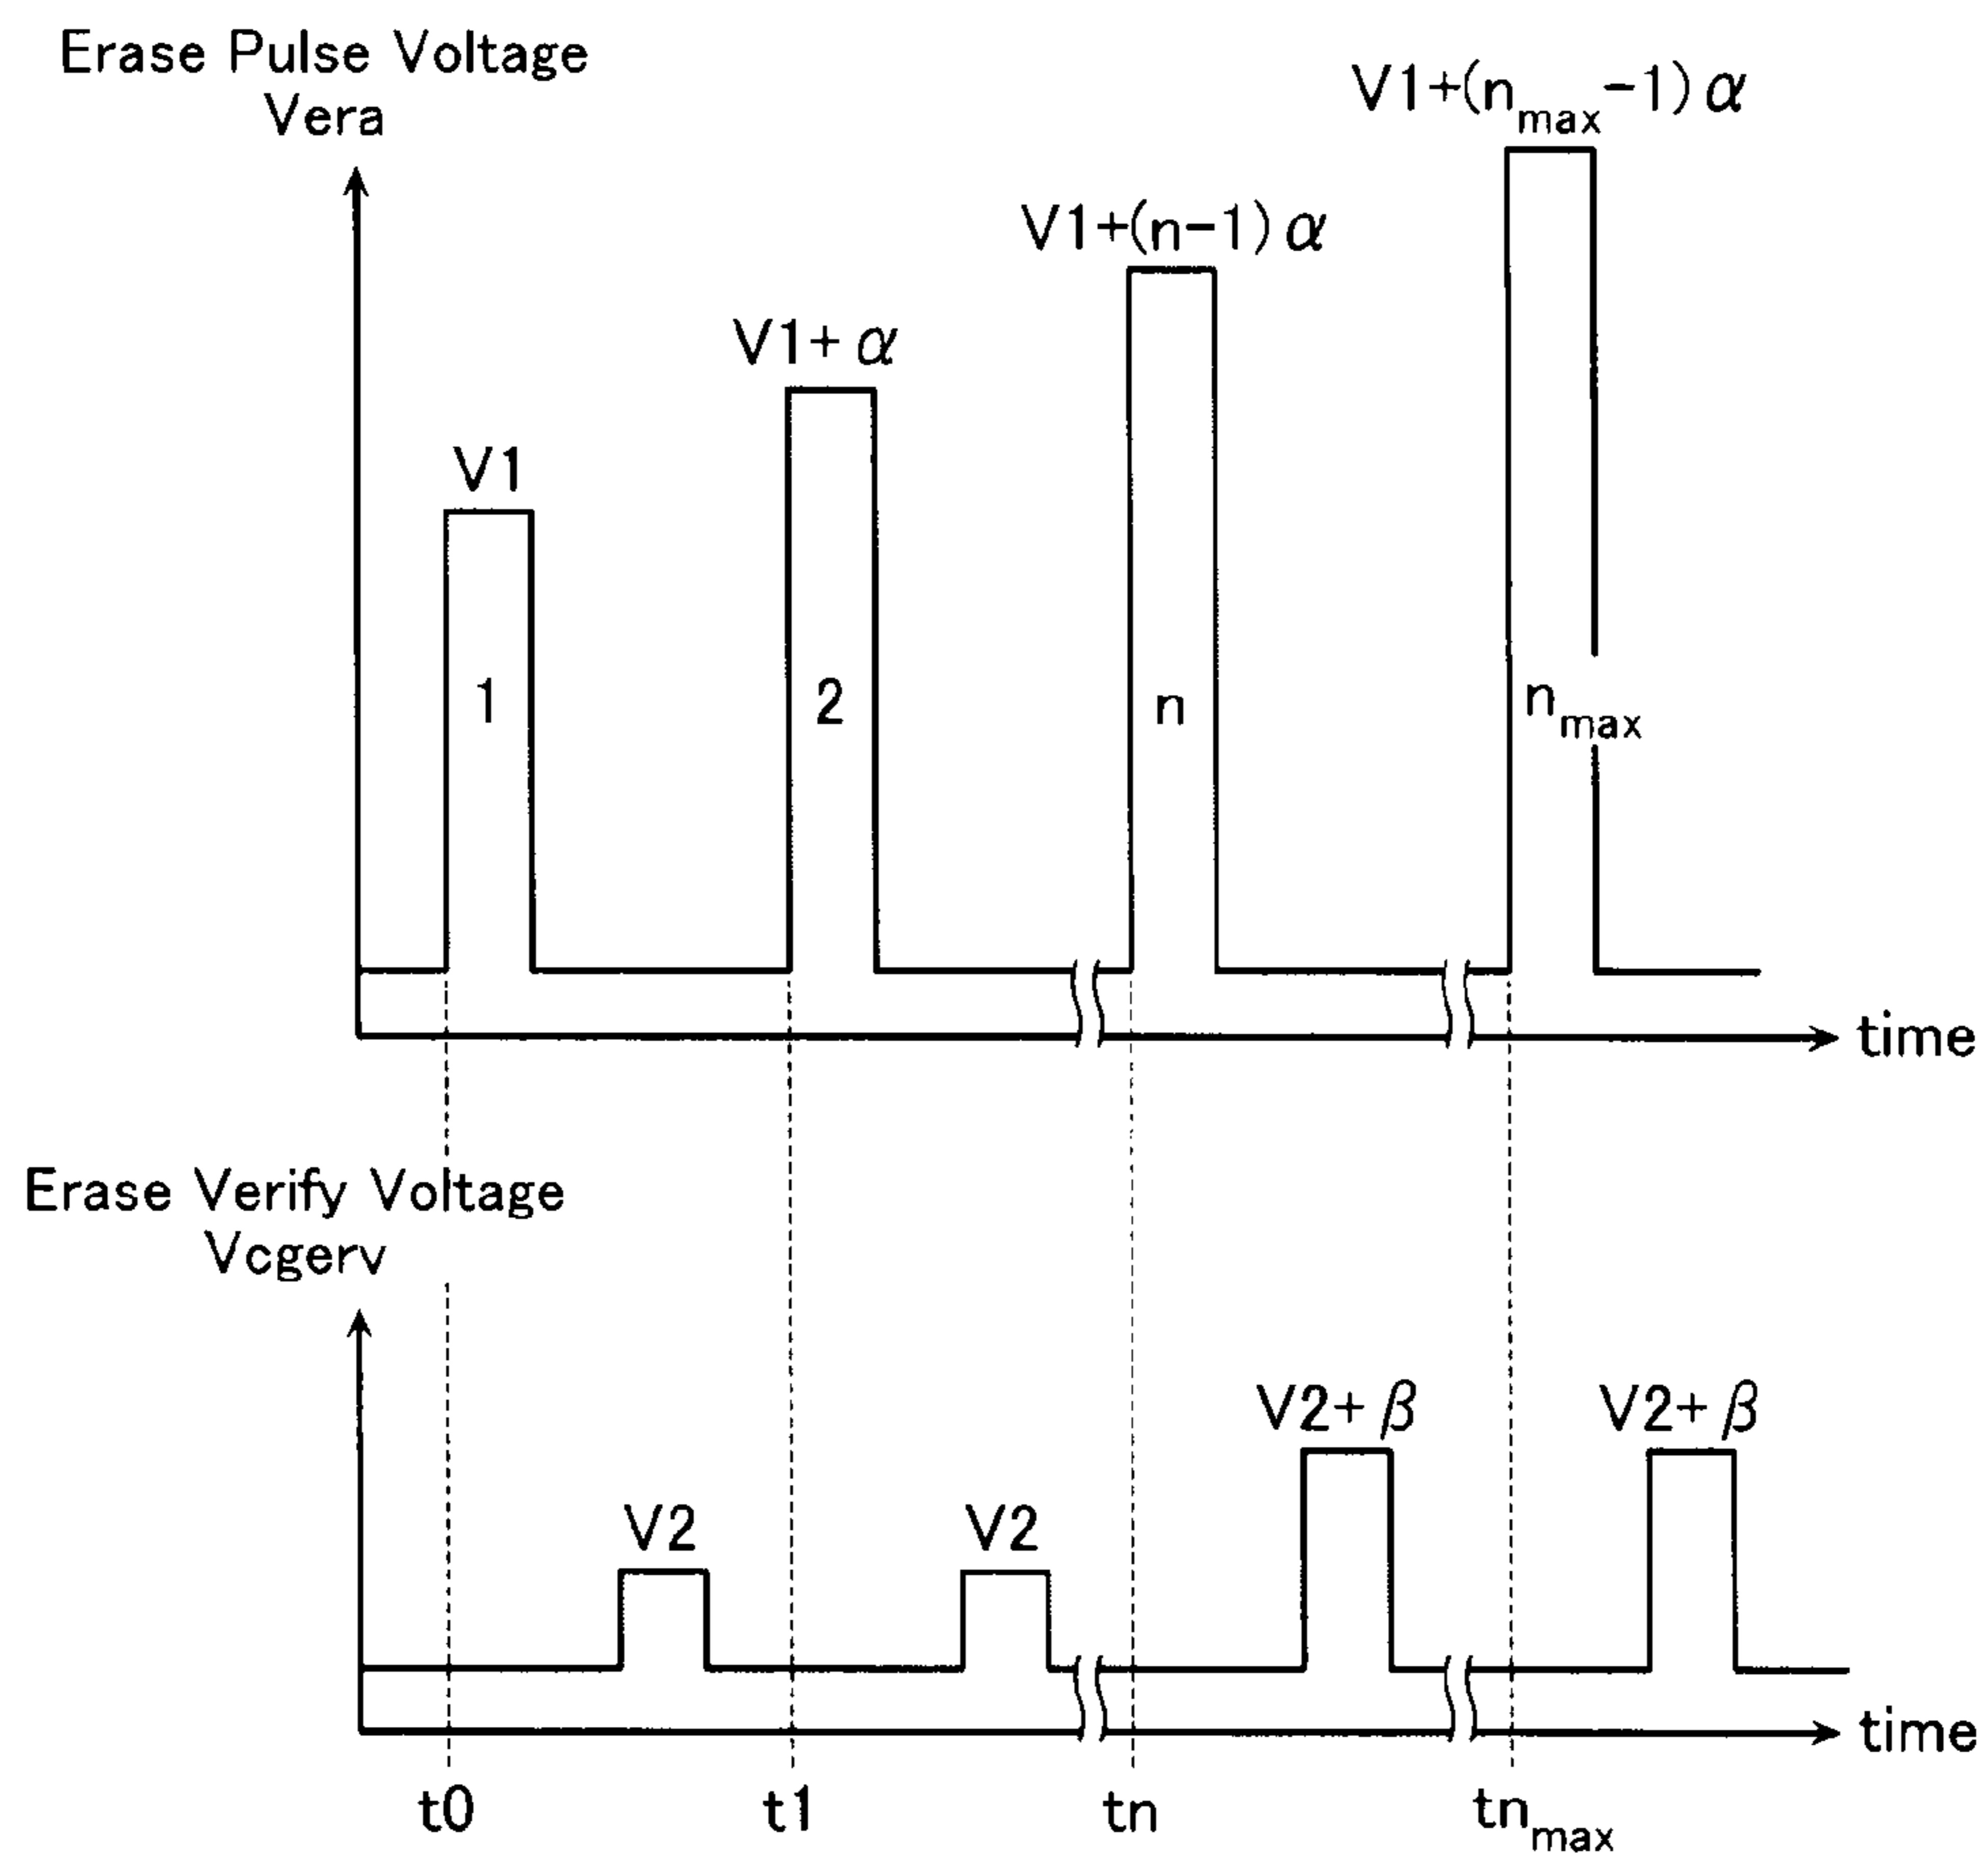 Erase Pulse Voltage
Vera
V1
V1+α
V1+(n-1)α
V1+(nmax-1)α
1
2
n
nmax
time
Erase Verify Voltage
Vcgerv
V2
V2
V2+β
V2+β
time
t0
t1
tn
tnmax